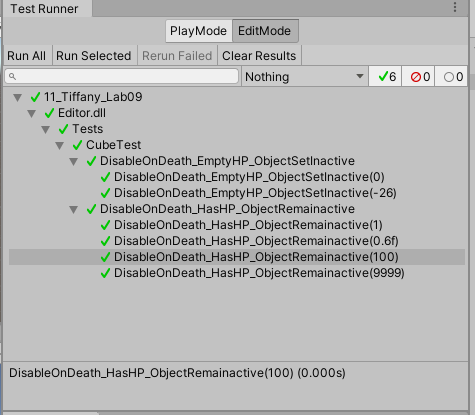 Test Runner
PlayMode EditMode
Run All Run Selected Rerun Failed Clear Results
Nothing 6 0 0
11_Tiffany_Lab09
Editor.dll
Tests
CubeTest
DisableOnDeath_EmptyHP_ObjectSetInactive
DisableOnDeath_EmptyHP_ObjectSetInactive(0)
DisableOnDeath_EmptyHP_ObjectSetInactive(-26)
DisableOnDeath_HasHP_ObjectRemainactive
DisableOnDeath_HasHP_ObjectRemainactive(1)
DisableOnDeath_HasHP_ObjectRemainactive(0.6f)
DisableOnDeath_HasHP_ObjectRemainactive(100)
DisableOnDeath_HasHP_ObjectRemainactive(9999)
DisableOnDeath_HasHP_ObjectRemainactive(100) (0.000s)